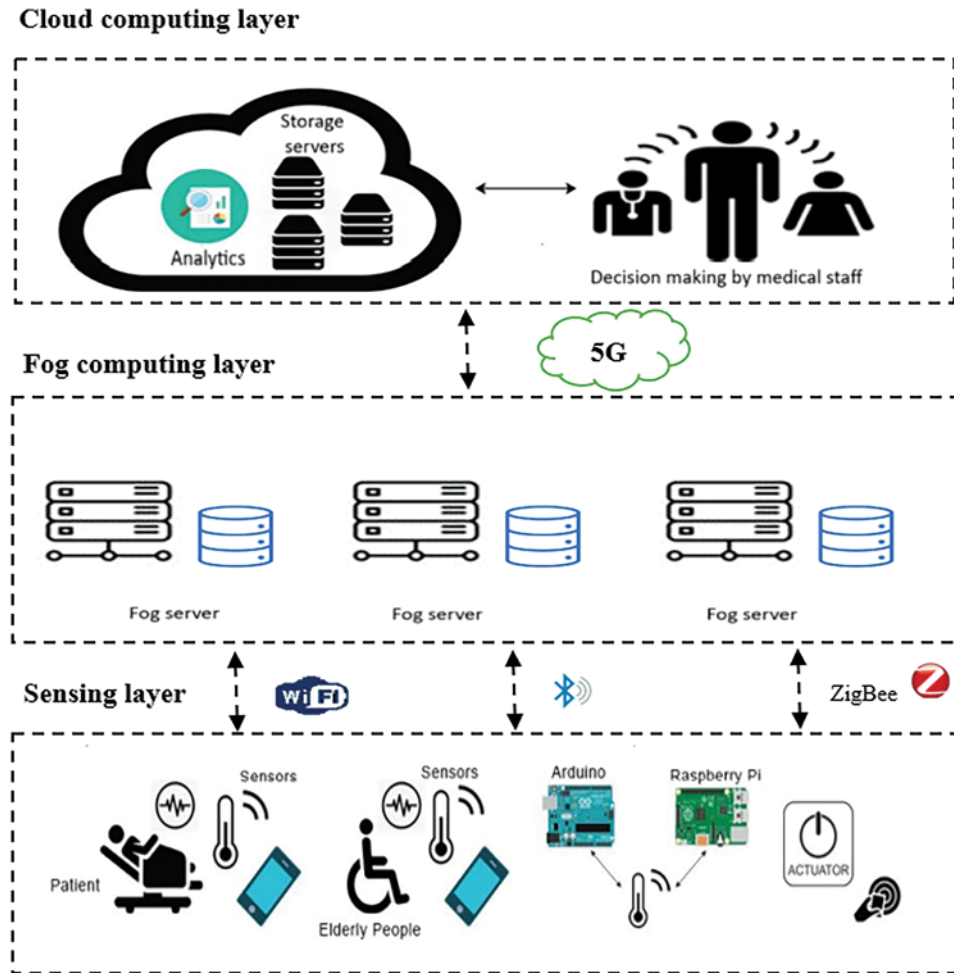 Cloud computing layer
Storage
servers
Analytics
Decision making by medical staff
5G
Fog computing layer
Fog server
Fog server
Fog server
Sensing layer
WiFi
ZigBee
Sensors
Sensors
Arduino
Raspberry Pi
ACTUATOR
Patient
Elderly People